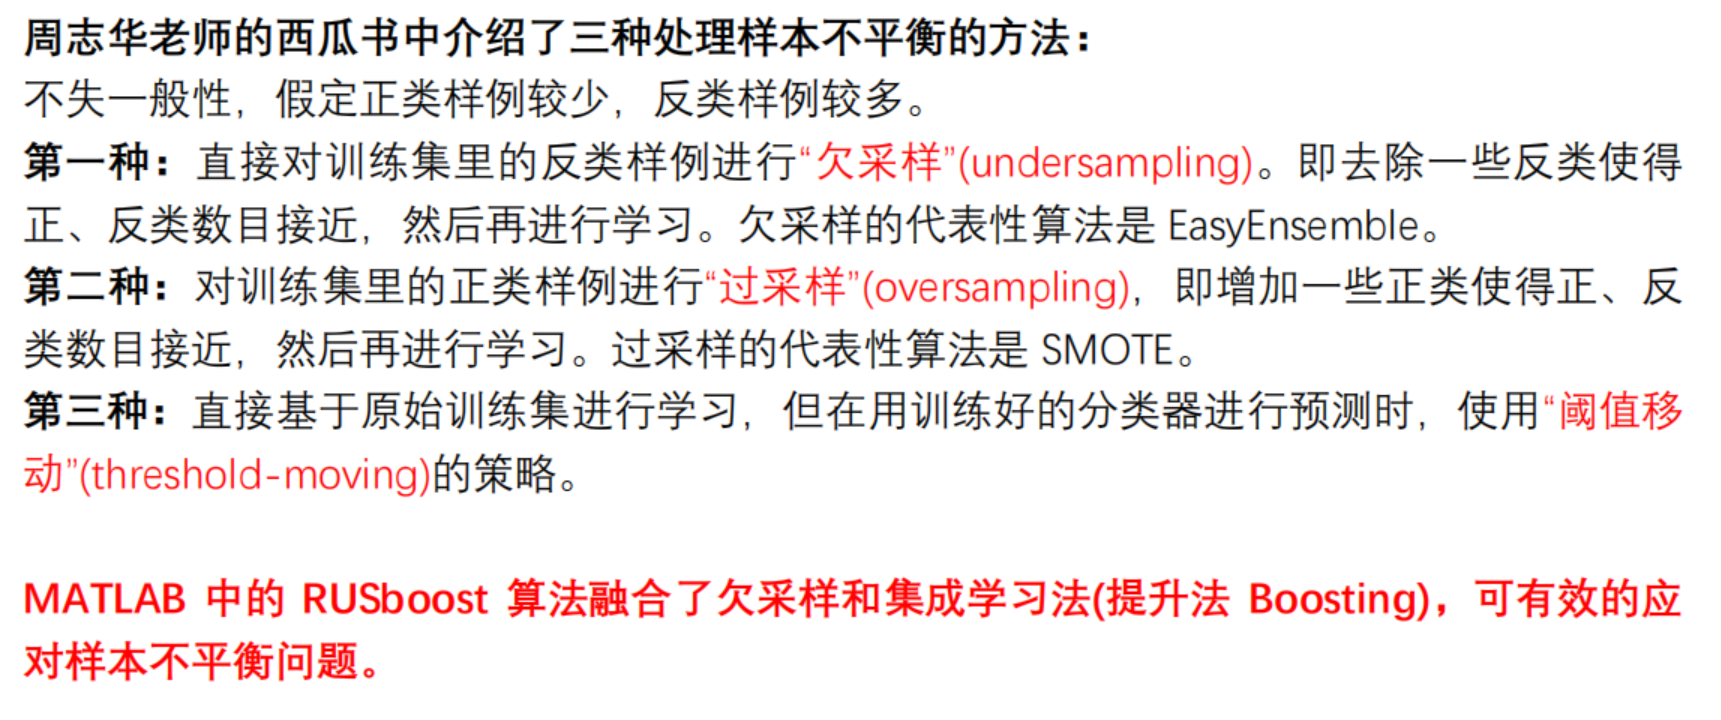 周志华老师的西瓜书中介绍了三种处理样本不平衡的方法：
不失一般性，假定正类样例较少，反类样例较多。
第一种：直接对训练集里的反类样例进行“欠采样”(undersampling)。即去除一些反类使得
正、反类数目接近，然后再进行学习。欠采样的代表性算法是 EasyEnsemble。
第二种：对训练集里的正类样例进行“过采样”(oversampling)，即增加一些正类使得正、反
类数目接近，然后再进行学习。过采样的代表性算法是 SMOTE。
第三种：直接基于原始训练集进行学习，但在用训练好的分类器进行预测时，使用“阈值移
动”(threshold-moving)的策略。
MATLAB 中的 RUSboost 算法融合了欠采样和集成学习法(提升法 Boosting)，可有效的应
对样本不平衡问题。